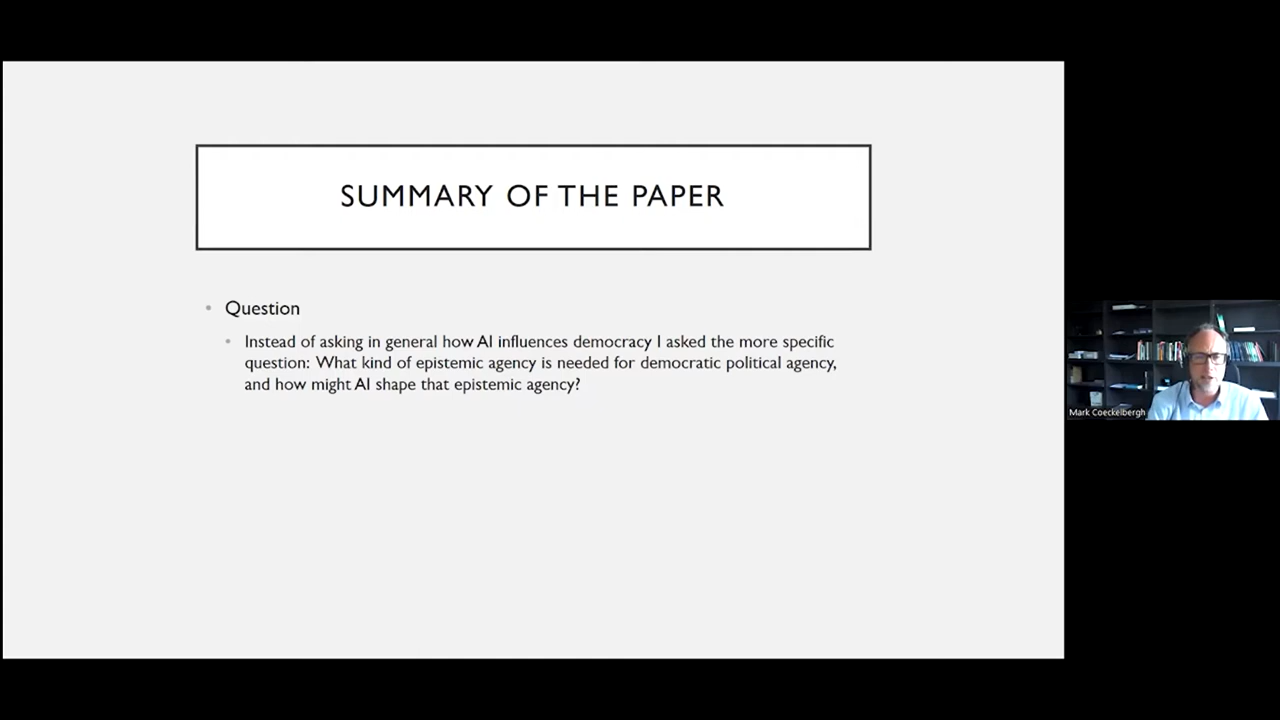 SUMMARY OF THE PAPER
• Question
• Instead of asking in general how AI influences democracy I asked the more specific
question: What kind of epistemic agency is needed for democratic political agency,
and how might AI shape that epistemic agency?
Mark Coeckelbergh